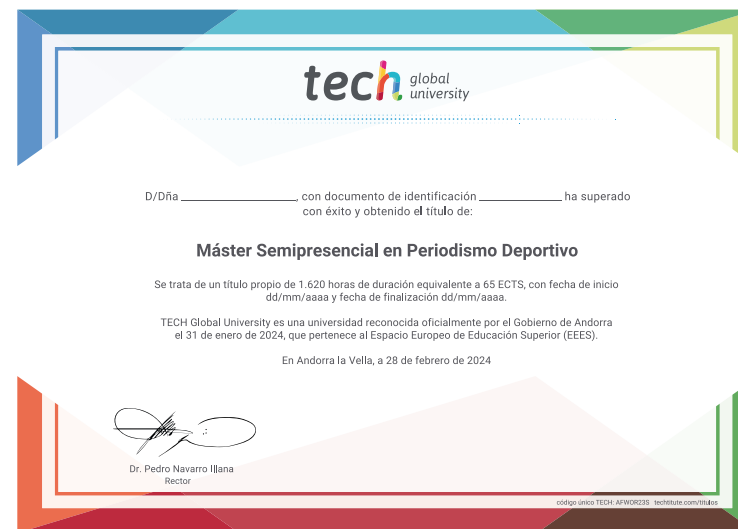 tech global university
D/Dña ____________, con documento de identificación ____________ ha superado
con éxito y obtenido el título de:
Máster Semipresencial en Periodismo Deportivo
Se trata de un título propio de 1.620 horas de duración equivalente a 65 ECTS, con fecha de inicio
dd/mm/aaaa y fecha de finalización dd/mm/aaaa.
TECH Global University es una universidad reconocida oficialmente por el Gobierno de Andorra
el 31 de enero de 2024, que pertenece al Espacio Europeo de Educación Superior (EEES).
En Andorra la Vella, a 28 de febrero de 2024
Dr. Pedro Navarro Illana
Rector
código único TECH: AFWOR23S techtitute.com/titulos